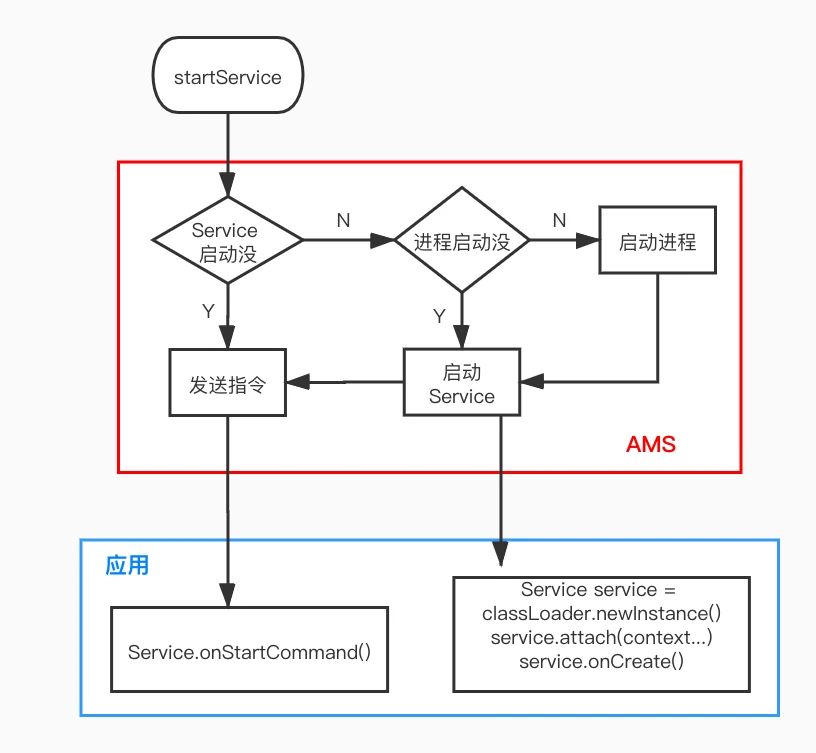 startService
Service
启动没
N
进程启动没
N
启动进程
Y
Y
发送指令
启动
Service
AMS
应用
Service.onStartCommand()
Service service =
classLoader.newInstance()
service.attach(context...)
service.onCreate()